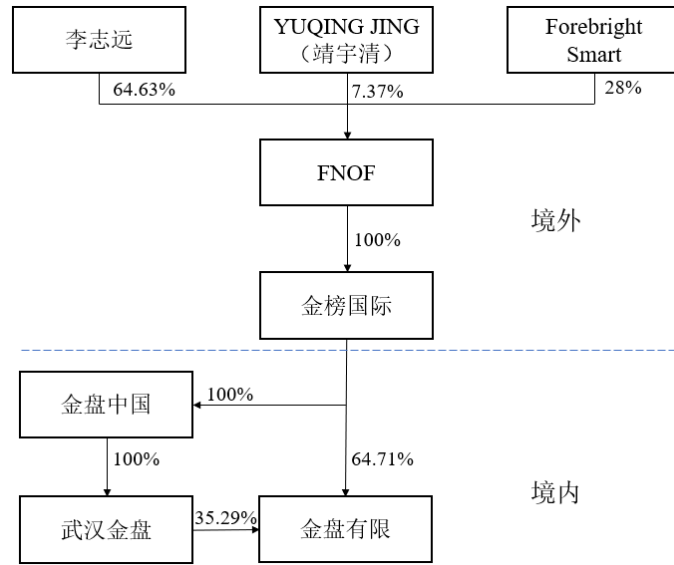 李志远
YUQING JING
（靖宇清）
Forebright
Smart
64.63%
7.37%
28%
FNOF
境外
100%
金榜国际
金盘中国
100%
100%
64.71%
境内
武汉金盘
35.29%
金盘有限